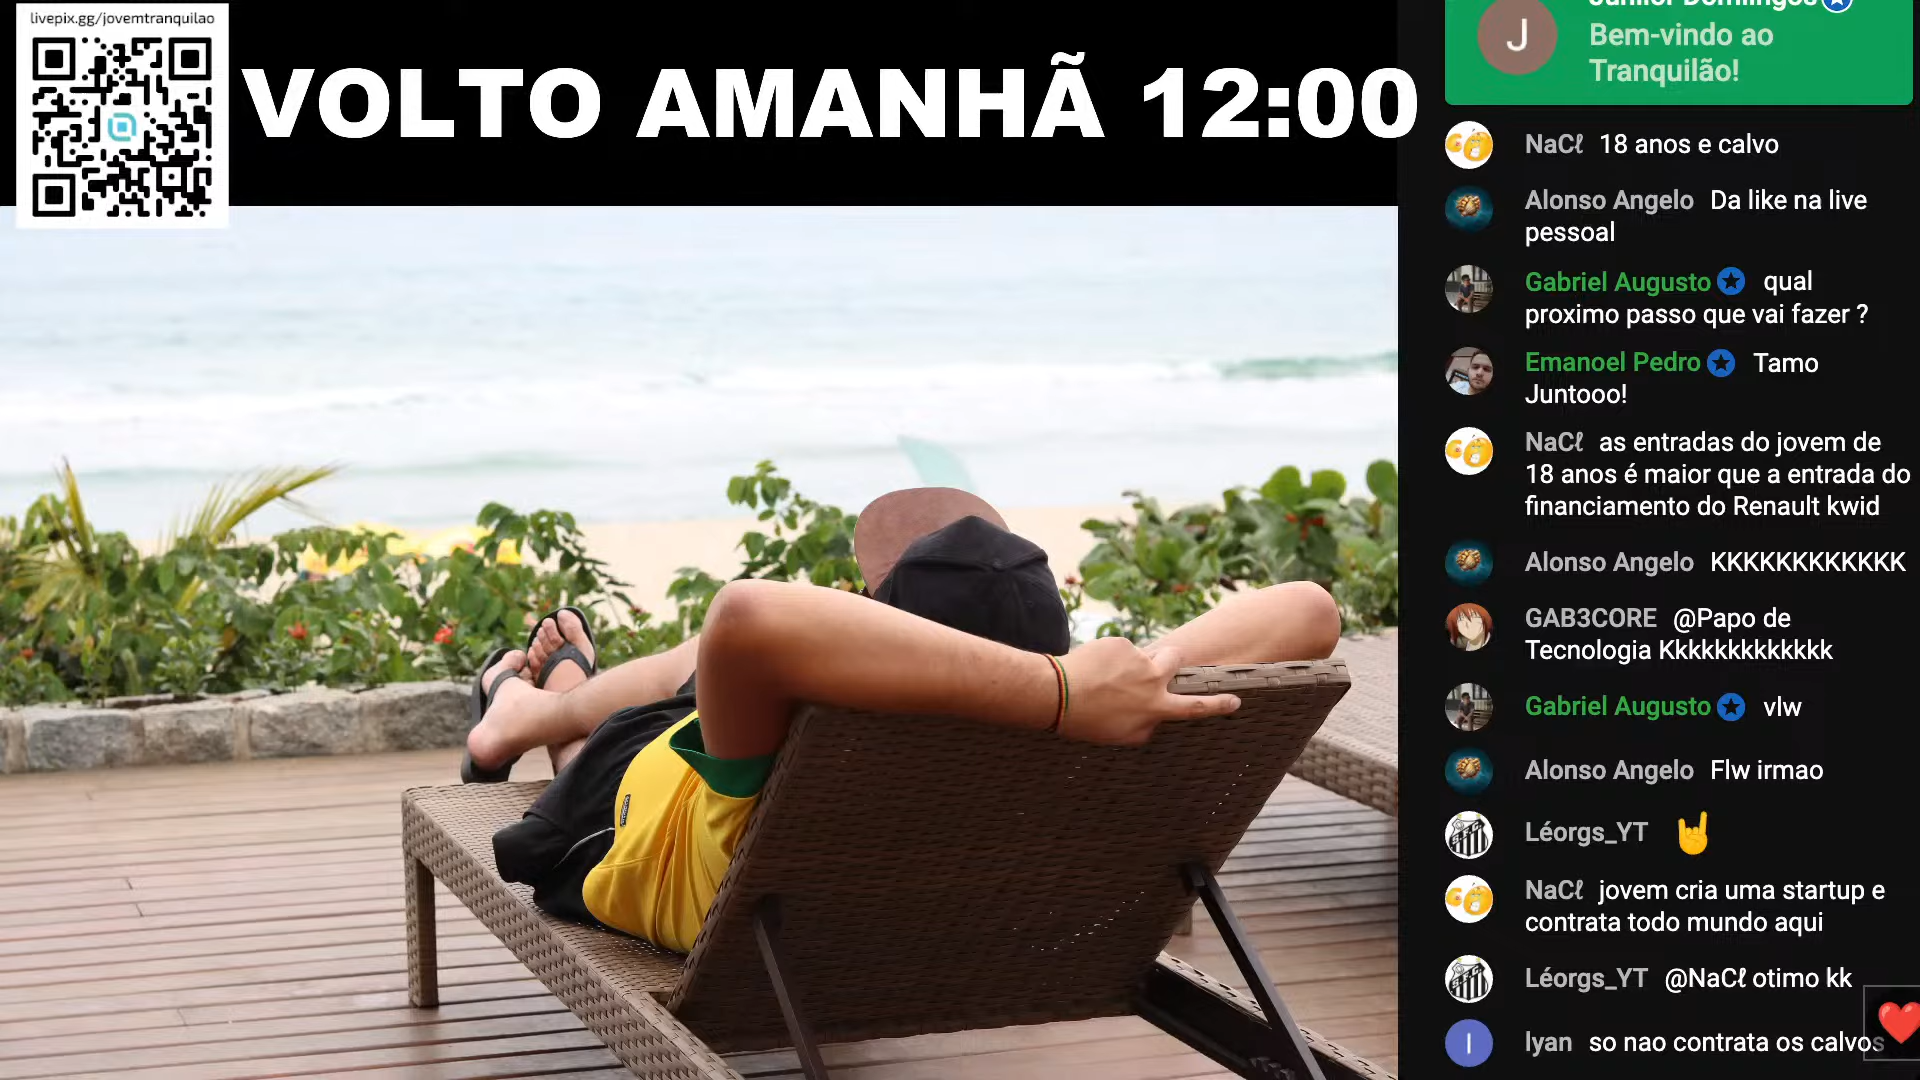 livepix.gg/jovemtranquilao
VOLTO AMANHÃ 12:00
Bem-vindo ao
Tranquilão!
J
NaCℓ 18 anos e calvo
Alonso Angelo Da like na live
pessoal
Gabriel Augusto qual
proximo passo que vai fazer ?
Emanoel Pedro Tamo
Juntooo!
NaCℓ as entradas do jovem de
18 anos é maior que a entrada do
financiamento do Renault kwid
Alonso Angelo KKKKKKKKKKKK
GAB3CORE @Papo de
Tecnologia Kkkkkkkkkkkkk
Gabriel Augusto vlw
Alonso Angelo Flw irmao
Léorgs_YT 🤘
NaCℓ jovem cria uma startup e
contrata todo mundo aqui
Léorgs_YT @NaCℓ otimo kk
I
lyan so nao contrata os calvos